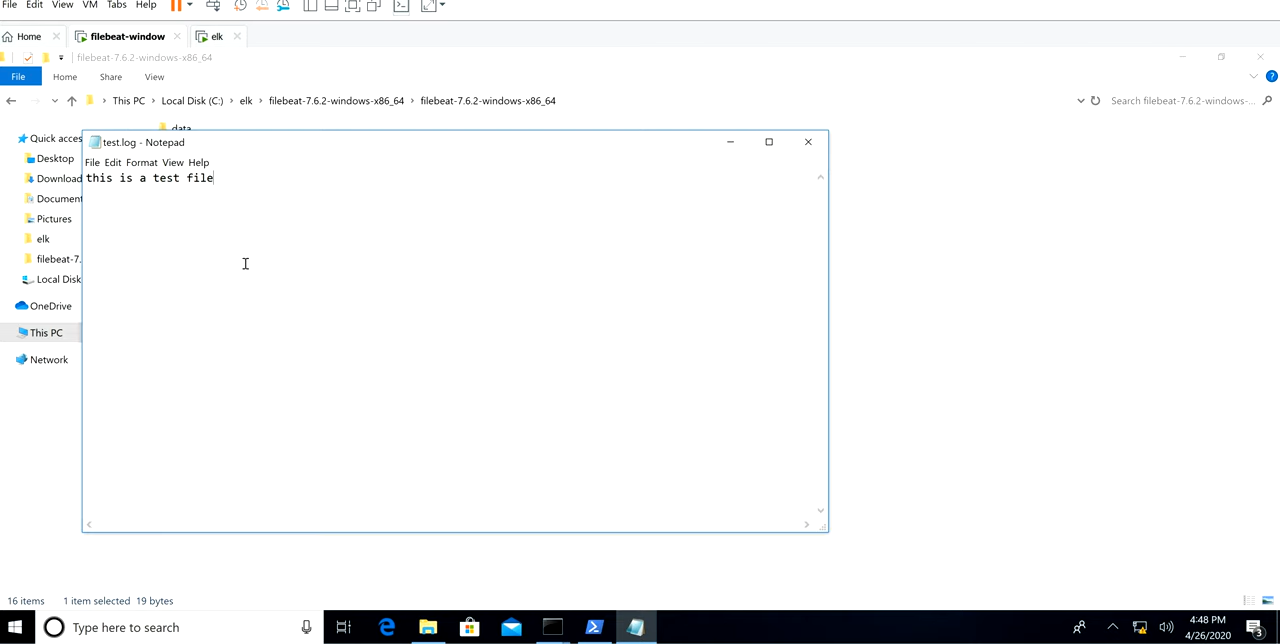 File Edit View VM Tabs Help
Home filebeat-window elk
filebeat-7.6.2-windows-x86_64
File Home Share View
This PC Local Disk (C:) elk filebeat-7.6.2-windows-x86_64 filebeat-7.6.2-windows-x86_64 Search filebeat-7.6.2-windows-...
data
Quick acces
Desktop
Download
Document
Pictures
elk
filebeat-7.
Local Disk
OneDrive
This PC
Network
test.log - Notepad
File Edit Format View Help
this is a test file
16 items 1 item selected 19 bytes
Type here to search
4:48 PM
4/26/2020
3